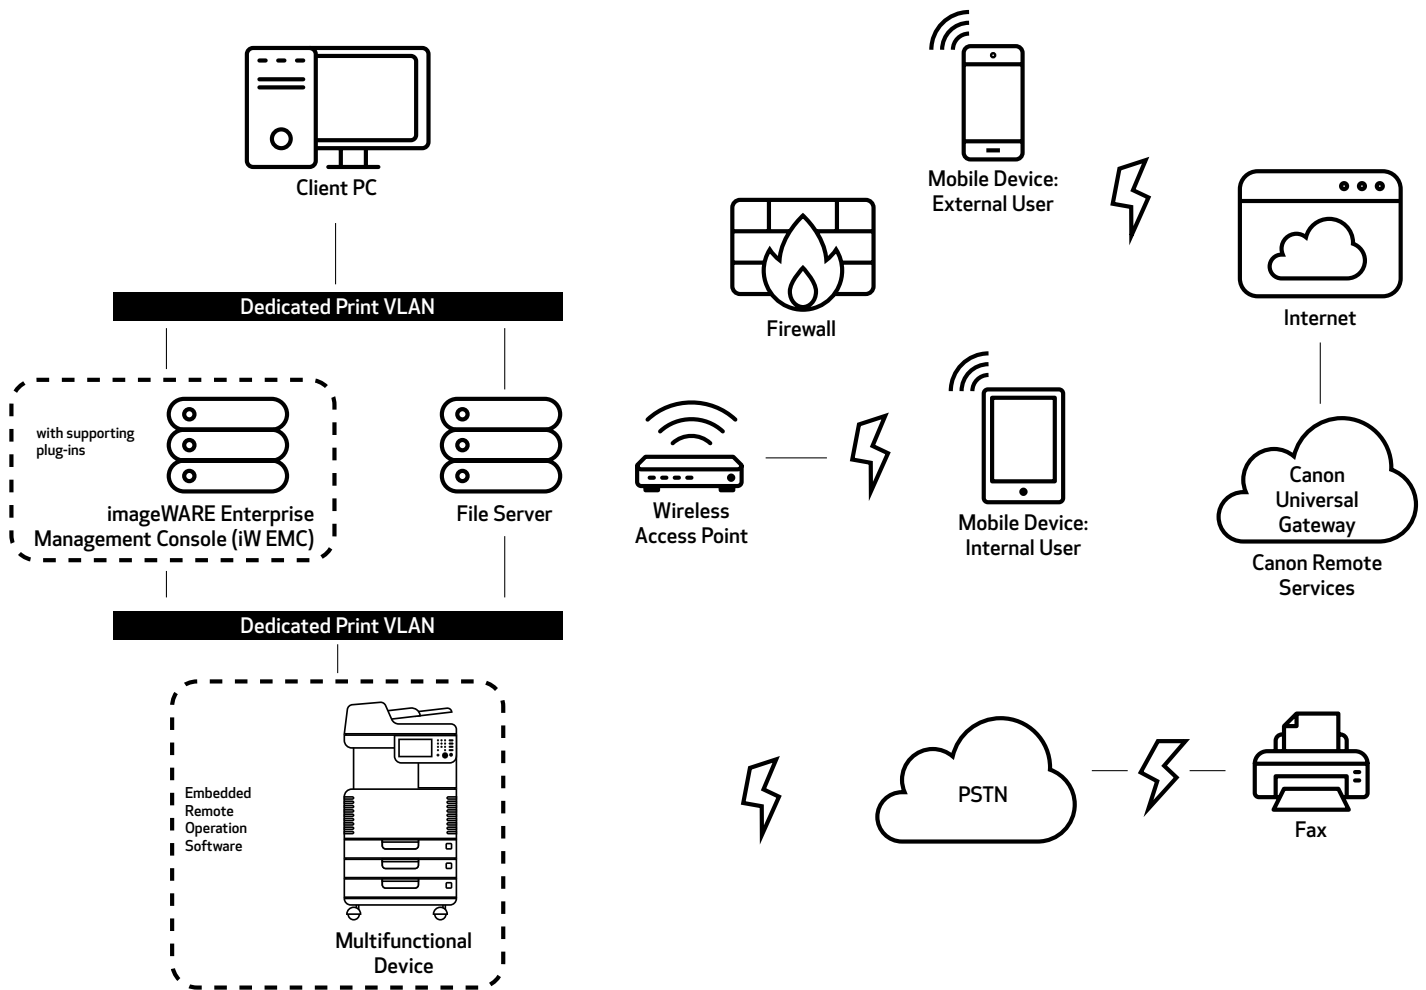 Client PC
Mobile Device:
External User
Firewall
Internet
Dedicated Print VLAN
with supporting
plug-ins
imageWARE Enterprise
Management Console (iW EMC)
File Server
Wireless
Access Point
Mobile Device:
Internal User
Canon
Universal
Gateway
Canon Remote
Services
Dedicated Print VLAN
Embedded
Remote
Operation
Software
Multifunctional
Device
PSTN
Fax